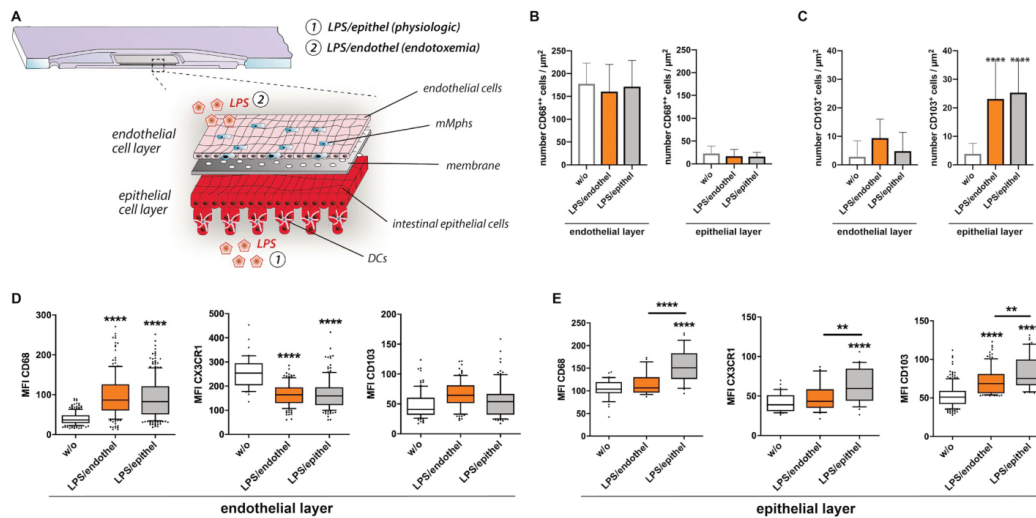 A
1 LPS/epithel (physiologic)
2 LPS/endothel (endotoxemia)
LPS 2
endothelial
cell layer
epithelial
cell layer
endothelial cells
mMphs
membrane
intestinal epithelial cells
DCs
LPS
1
B
number CD68⁺⁺ cells / µm²
250
200
150
100
50
0
w/o
LPS/endothel
LPS/epithel
endothelial layer
number CD68⁺⁺ cells / µm²
250
200
150
100
50
0
w/o
LPS/endothel
LPS/epithel
epithelial layer
C
number CD103⁺ cells / µm²
40
30
20
10
0
w/o
LPS/endothel
LPS/epithel
endothelial layer
number CD103⁺ cells / µm²
40
30
20
10
0
**** ****
w/o
LPS/endothel
LPS/epithel
epithelial layer
D
MFI CD68
300
200
100
0
**** ****
w/o
LPS/endothel
LPS/epithel
MFI CX3CR1
500
400
300
200
100
0
**** ****
w/o
LPS/endothel
LPS/epithel
MFI CD103
200
150
100
50
0
w/o
LPS/endothel
LPS/epithel
endothelial layer
E
MFI CD68
250
200
150
100
50
0
****
****
w/o
LPS/endothel
LPS/epithel
MFI CX3CR1
150
100
50
0
**
****
w/o
LPS/endothel
LPS/epithel
MFI CD103
150
100
50
0
**
**** ****
w/o
LPS/endothel
LPS/epithel
epithelial layer